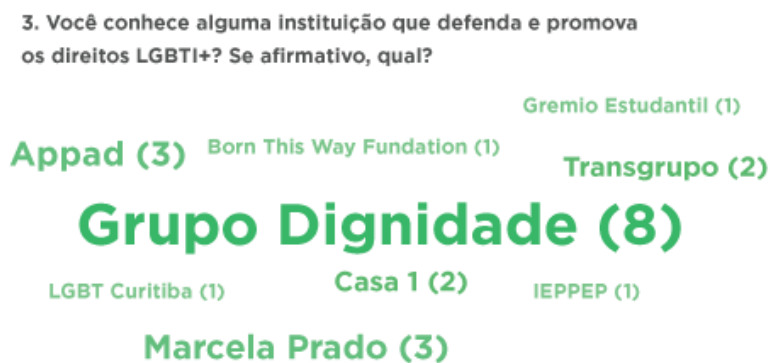 3. Você conhece alguma instituição que defenda e promova
os direitos LGBTI+? Se afirmativo, qual?
Gremio Estudantil (1)
Appad (3)
Born This Way Fundation (1)
Transgrupo (2)
Grupo Dignidade (8)
LGBT Curitiba (1)
Casa 1 (2)
IEPPEP (1)
Marcela Prado (3)